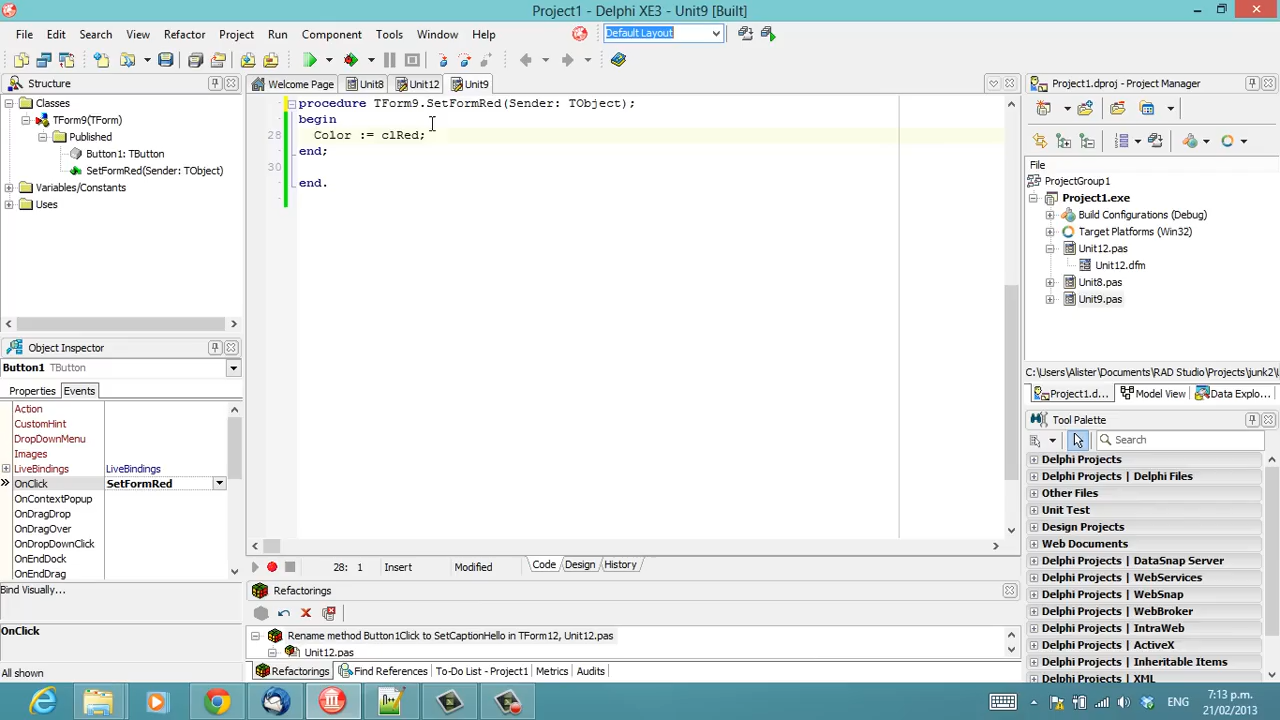 Project1 - Delphi XE3 - Unit9 [Built]
File Edit Search View Refactor Project Run Component Tools Window Help
Default Layout
Structure
Classes
TForm9(TForm)
Published
Button1: TButton
SetFormRed(Sender: TObject)
Variables/Constants
Uses
Object Inspector
Button1 TButton
Properties Events
Action
CustomHint
DropDownMenu
Images
LiveBindings LiveBindings
OnClick SetFormRed
OnContextPopup
OnDragDrop
OnDragOver
OnDropDownClick
OnEndDock
OnEndDrag
Bind Visually...
OnClick
All shown
Welcome Page Unit8 Unit12 Unit9
procedure TForm9.SetFormRed(Sender: TObject);
begin
28 Color := clRed;
end;
30
end.
28: 1 Insert Modified Code Design History
Refactorings
Rename method Button1Click to SetCaptionHello in TForm12, Unit12.pas
Unit12.pas
Refactorings Find References To-Do List - Project1 Metrics Audits
Project1.dproj - Project Manager
File
ProjectGroup1
Project1.exe
Build Configurations (Debug)
Target Platforms (Win32)
Unit12.pas
Unit12.dfm
Unit8.pas
Unit9.pas
C:\Users\Alister\Documents\RAD Studio\Projects\junk2\
Project1.d... Model View Data Explo...
Tool Palette
Search
Delphi Projects
Delphi Projects | Delphi Files
Other Files
Unit Test
Design Projects
Web Documents
Delphi Projects | DataSnap Server
Delphi Projects | WebServices
Delphi Projects | WebSnap
Delphi Projects | WebBroker
Delphi Projects | IntraWeb
Delphi Projects | ActiveX
Delphi Projects | Inheritable Items
Delphi Projects | XML
ENG
7:13 p.m.
21/02/2013